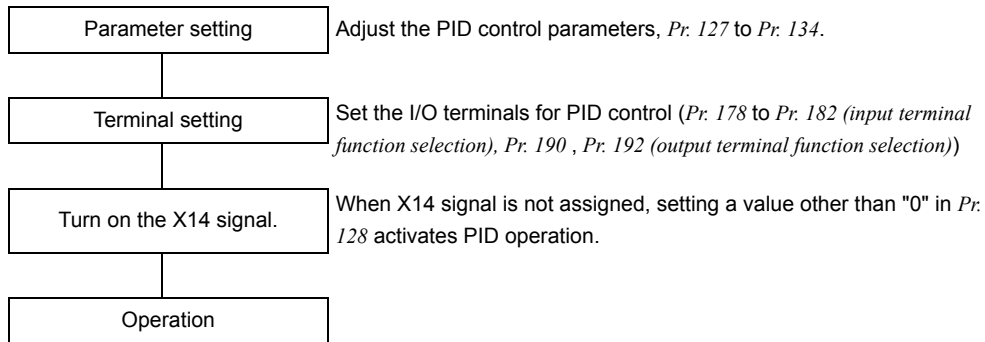 Parameter setting
Adjust the PID control parameters, Pr. 127 to Pr. 134.
Terminal setting
Set the I/O terminals for PID control (Pr. 178 to Pr. 182 (input terminal
function selection), Pr. 190 , Pr. 192 (output terminal function selection))
Turn on the X14 signal.
When X14 signal is not assigned, setting a value other than "0" in Pr.
128 activates PID operation.
Operation